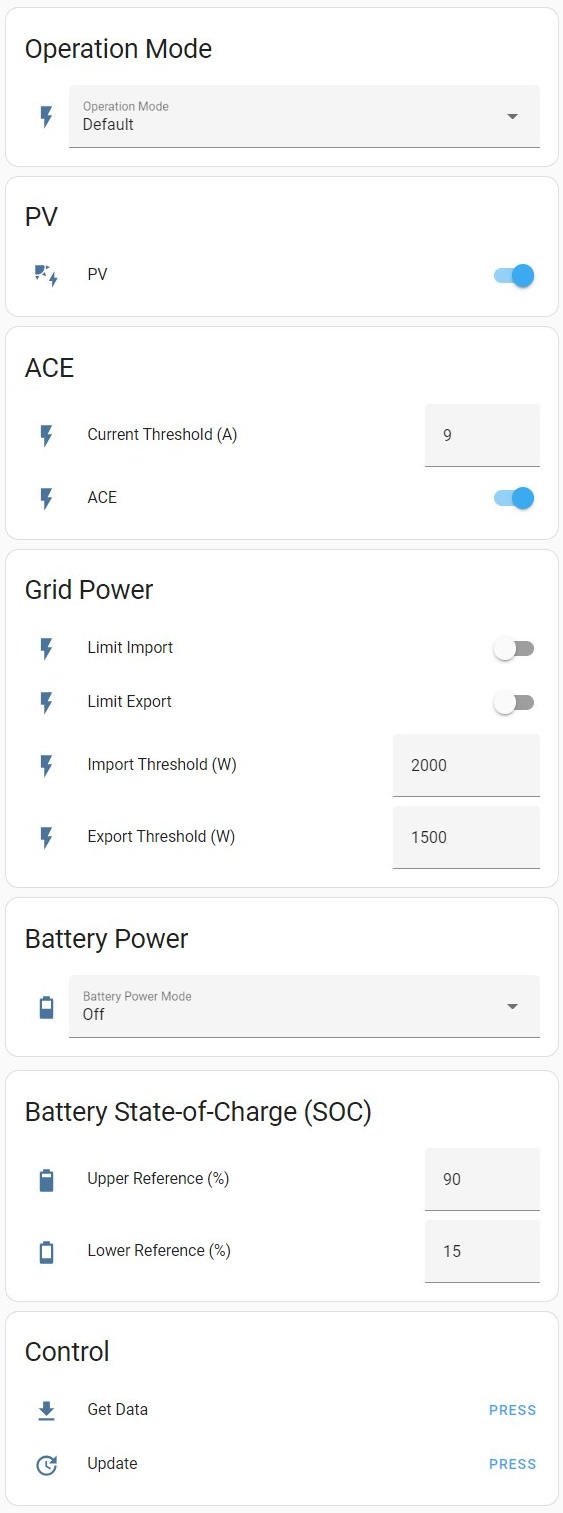 Operation Mode
Operation Mode
Default
PV
PV
ACE
Current Threshold (A)
9
ACE
Grid Power
Limit Import
Limit Export
Import Threshold (W)
2000
Export Threshold (W)
1500
Battery Power
Battery Power Mode
Off
Battery State-of-Charge (SOC)
Upper Reference (%)
90
Lower Reference (%)
15
Control
Get Data
PRESS
Update
PRESS